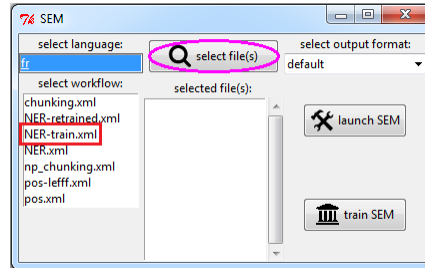 SEM
select language:
fr
select workflow:
chunking.xml
NER-retrained.xml
NER-train.xml
NER.xml
np_chunking.xml
pos-lefff.xml
pos.xml
select file(s)
selected file(s):
select output format:
default
launch SEM
train SEM